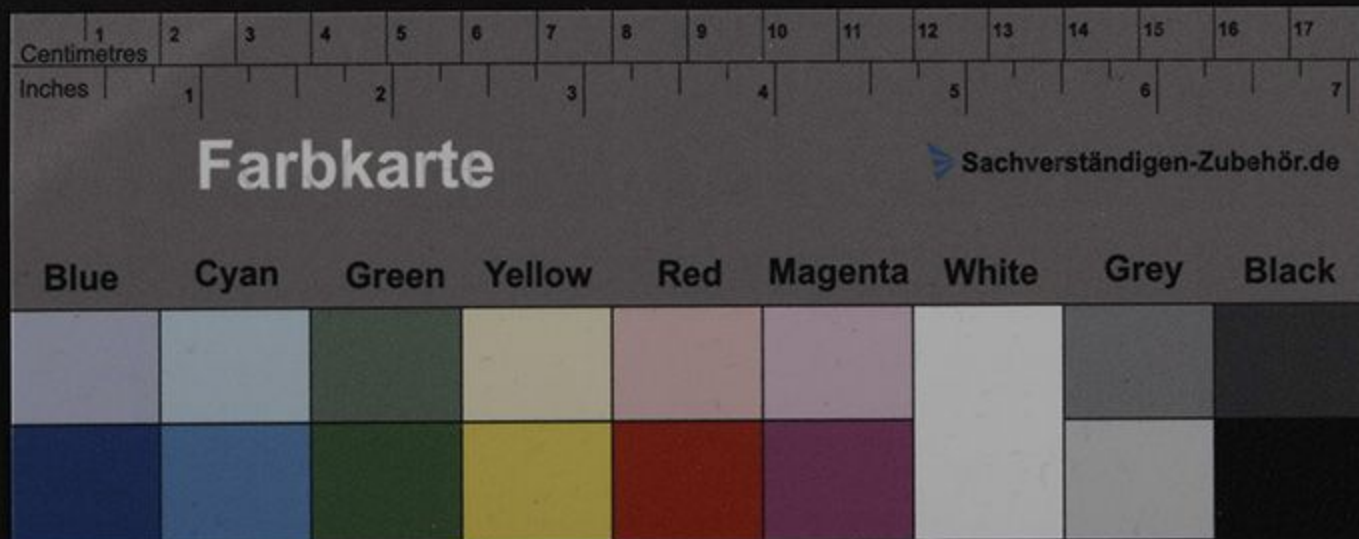 1 2 3 4 5 6 7 8 9 10 11 12 13 14 15 16 17
Centimetres
Inches 1 2 3 4 5 6 7
Farbkarte
Sachverständigen-Zubehör.de
Blue Cyan Green Yellow Red Magenta White Grey Black